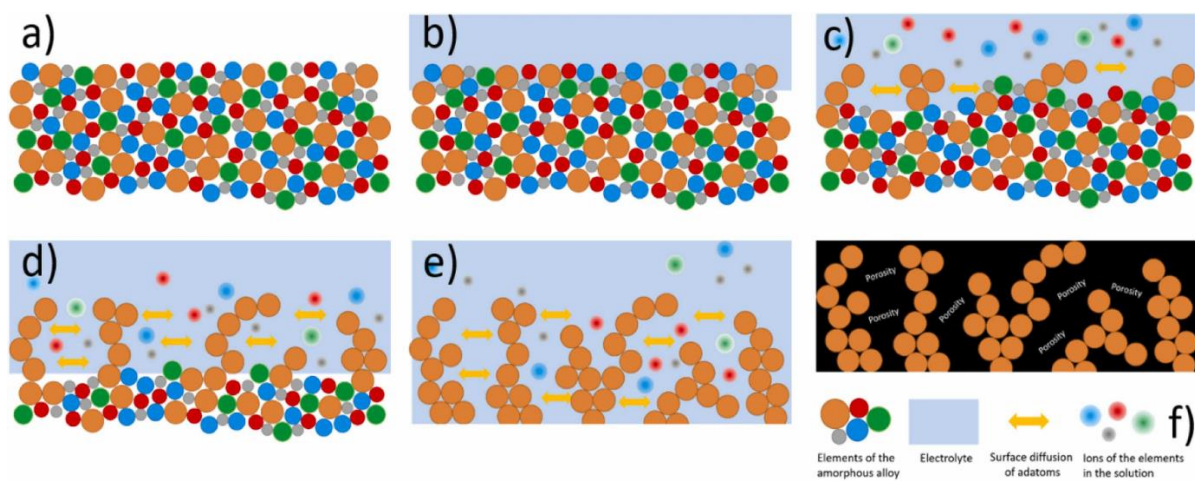 a)
b)
c)
d)
e)
Porosity
Porosity
Porosity
Porosity
Porosity
Porosity
f)
Elements of the
amorphous alloy
Electrolyte
Surface diffusion
of adatoms
Ions of the elements
in the solution